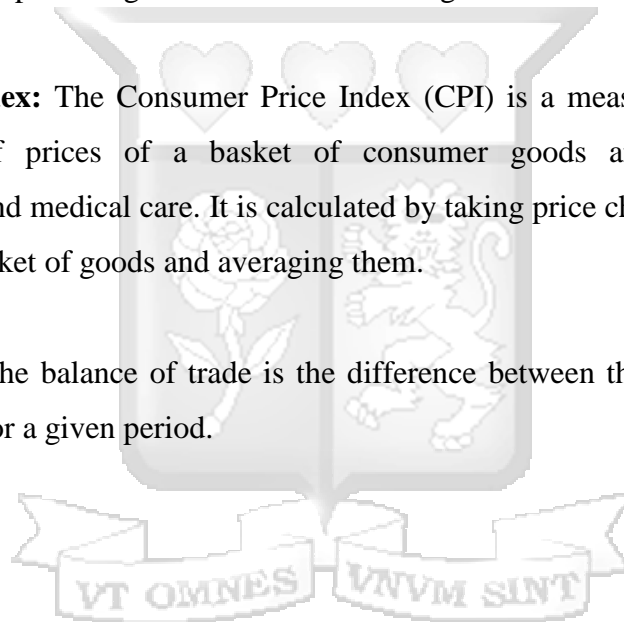 ex: The Consumer Price Index (CPI) is a meas
f prices of a basket of consumer goods a
nd medical care. It is calculated by taking price ch
ket of goods and averaging them.
he balance of trade is the difference between th
or a given period.
VT OMNES VNVM SINT